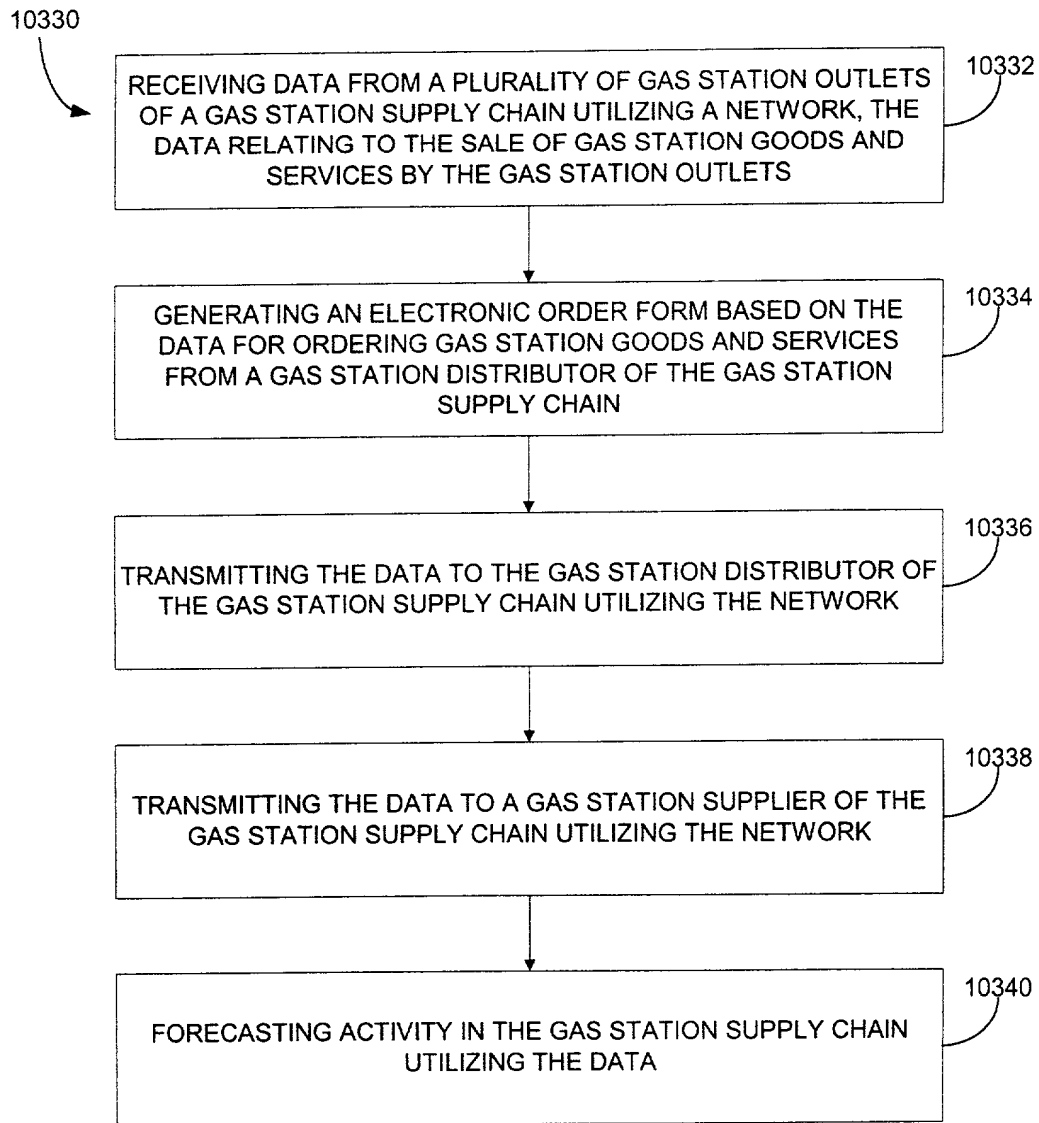 10330
10332
RECEIVING DATA FROM A PLURALITY OF GAS STATION OUTLETS
OF A GAS STATION SUPPLY CHAIN UTILIZING A NETWORK, THE
DATA RELATING TO THE SALE OF GAS STATION GOODS AND
SERVICES BY THE GAS STATION OUTLETS
10334
GENERATING AN ELECTRONIC ORDER FORM BASED ON THE
DATA FOR ORDERING GAS STATION GOODS AND SERVICES
FROM A GAS STATION DISTRIBUTOR OF THE GAS STATION
SUPPLY CHAIN
10336
TRANSMITTING THE DATA TO THE GAS STATION DISTRIBUTOR OF
THE GAS STATION SUPPLY CHAIN UTILIZING THE NETWORK
10338
TRANSMITTING THE DATA TO A GAS STATION SUPPLIER OF THE
GAS STATION SUPPLY CHAIN UTILIZING THE NETWORK
10340
FORECASTING ACTIVITY IN THE GAS STATION SUPPLY CHAIN
UTILIZING THE DATA